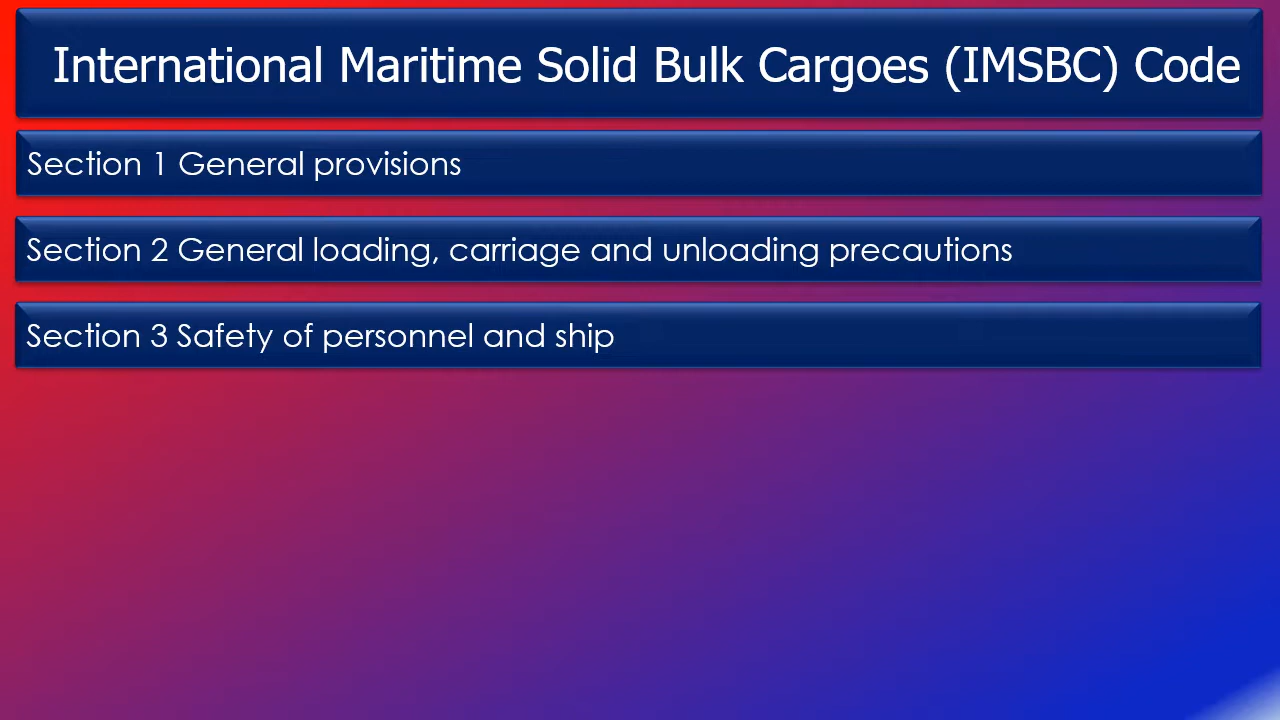 International Maritime Solid Bulk Cargoes (IMSBC) Code
Section 1 General provisions
Section 2 General loading, carriage and unloading precautions
Section 3 Safety of personnel and ship